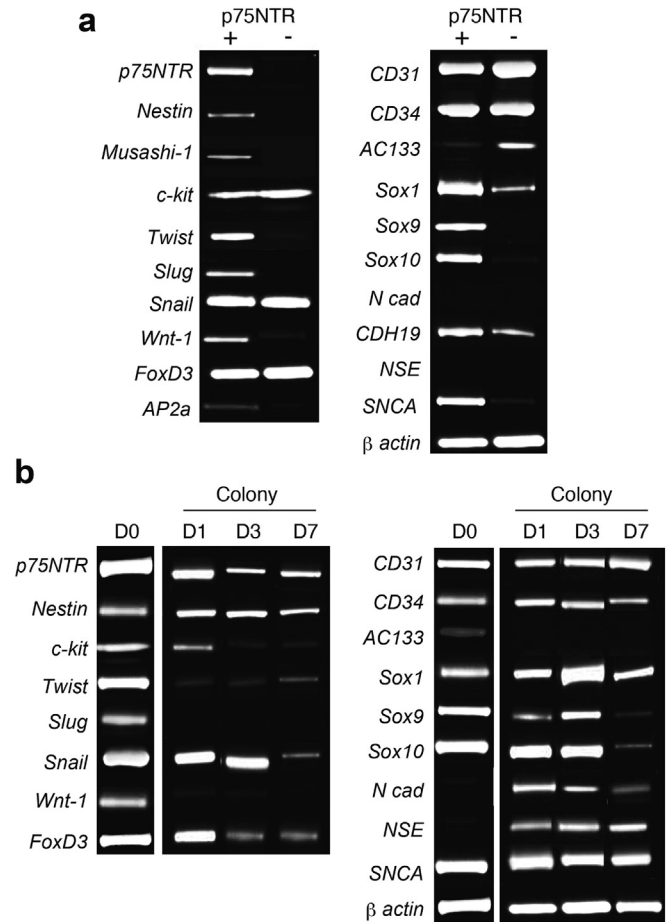 a
p75NTR
+ -
p75NTR
Nestin
Musashi-1
c-kit
Twist
Slug
Snail
Wnt-1
FoxD3
AP2a
p75NTR
+ -
CD31
CD34
AC133
Sox1
Sox9
Sox10
N cad
CDH19
NSE
SNCA
β actin
b
Colony
D0 D1 D3 D7
p75NTR
Nestin
c-kit
Twist
Slug
Snail
Wnt-1
FoxD3
Colony
D0 D1 D3 D7
CD31
CD34
AC133
Sox1
Sox9
Sox10
N cad
NSE
SNCA
β actin